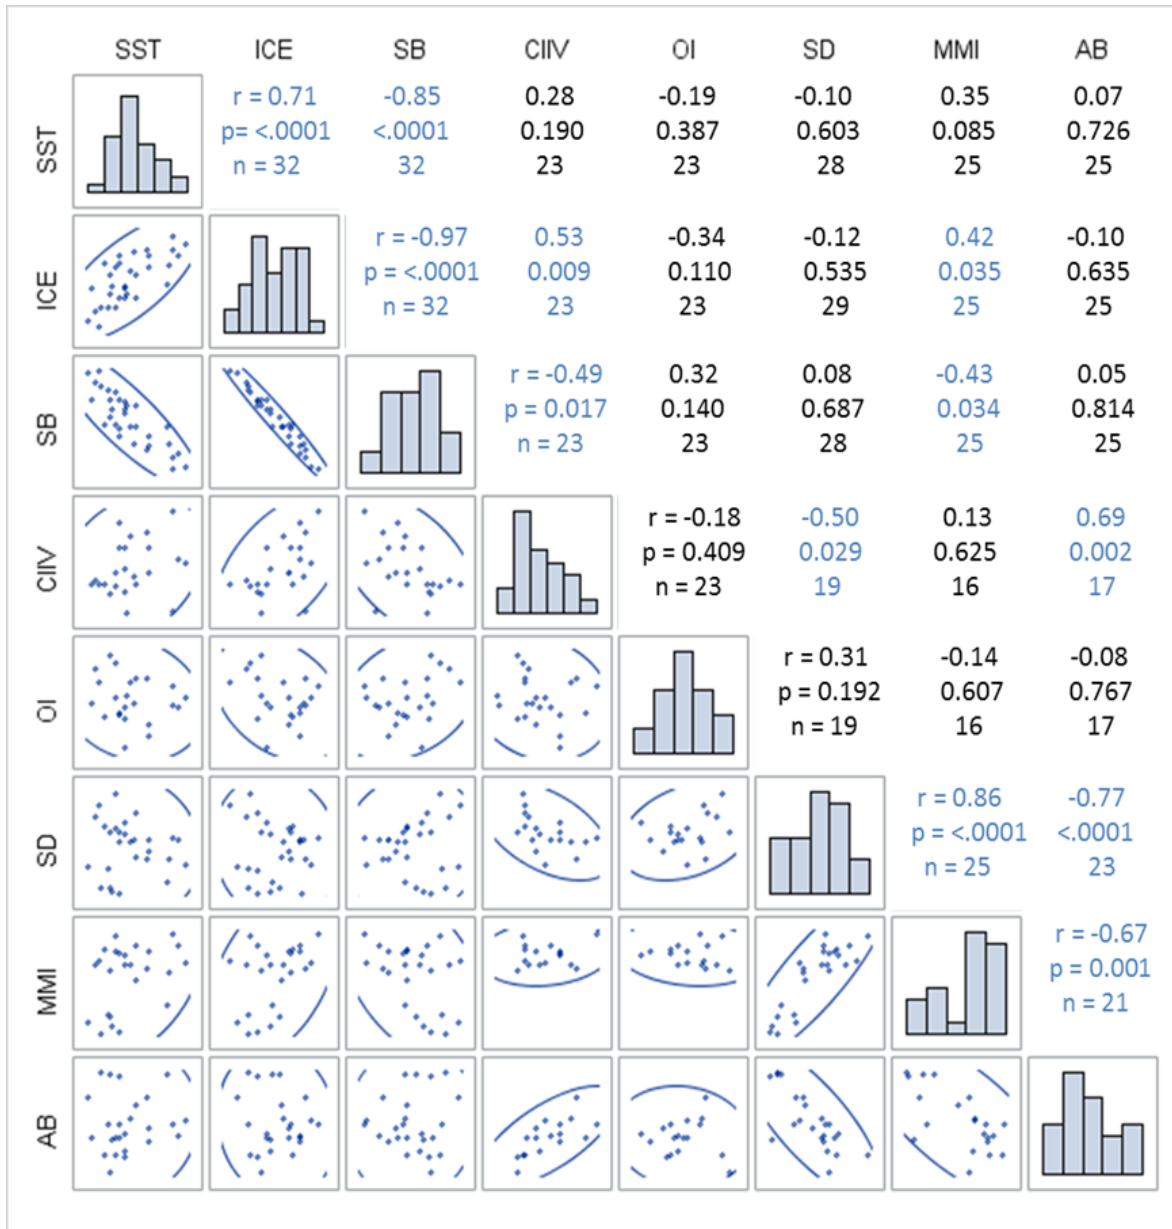 SST ICE SB CIIV OI SD MMI AB
SST
r = 0.71 -0.85 0.28 -0.19 -0.10 0.35 0.07
p= <.0001 <.0001 0.190 0.387 0.603 0.085 0.726
n = 32 32 23 23 28 25 25
ICE
r = -0.97 0.53 -0.34 -0.12 0.42 -0.10
p = <.0001 0.009 0.110 0.535 0.035 0.635
n = 32 23 23 29 25 25
SB
r = -0.49 0.32 0.08 -0.43 0.05
p = 0.017 0.140 0.687 0.034 0.814
n = 23 23 28 25 25
CIIV
r = -0.18 -0.50 0.13 0.69
p = 0.409 0.029 0.625 0.002
n = 23 19 16 17
OI
r = 0.31 -0.14 -0.08
p = 0.192 0.607 0.767
n = 19 16 17
SD
r = 0.86 -0.77
p = <.0001 <.0001
n = 25 23
MMI
r = -0.67
p = 0.001
n = 21
AB